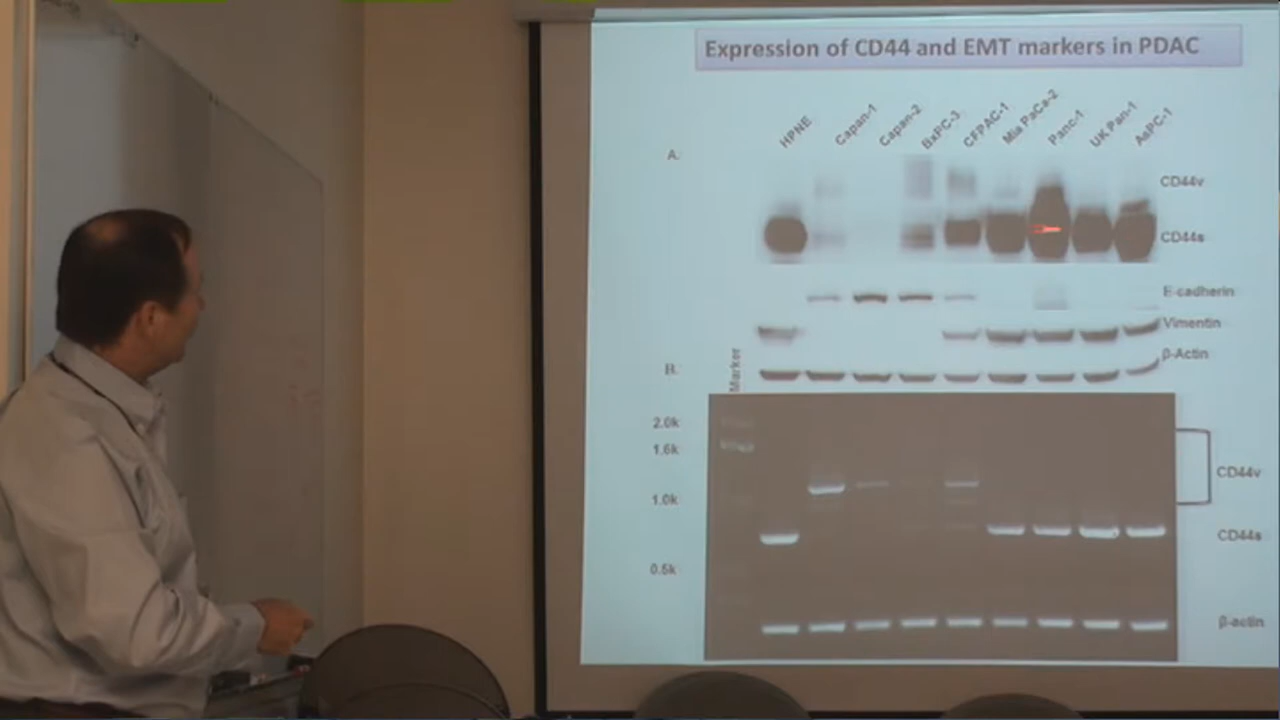 Expression of CD44 and EMT markers in PDAC
HPNE Capan-1 Capan-2 BxPC-3 CFPAC-1 Mia PaCa-2 Panc-1 UK Pan-1 AsPC-1
A.
CD44v
CD44s
E-cadherin
Vimentin
β-Actin
B.
Marker
2.0k
1.6k
1.0k
0.5k
CD44v
CD44s
β-actin